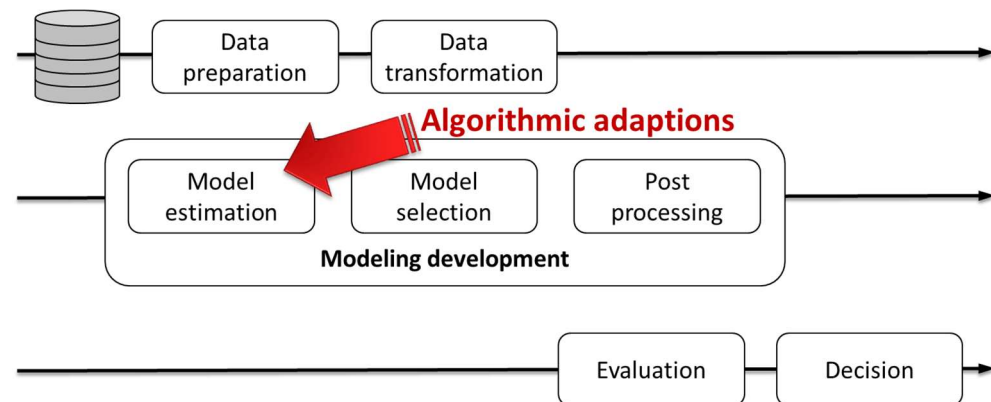 Data
preparation
Data
transformation
Algorithmic adaptions
Model
estimation
Model
selection
Post
processing
Modeling development
Evaluation
Decision